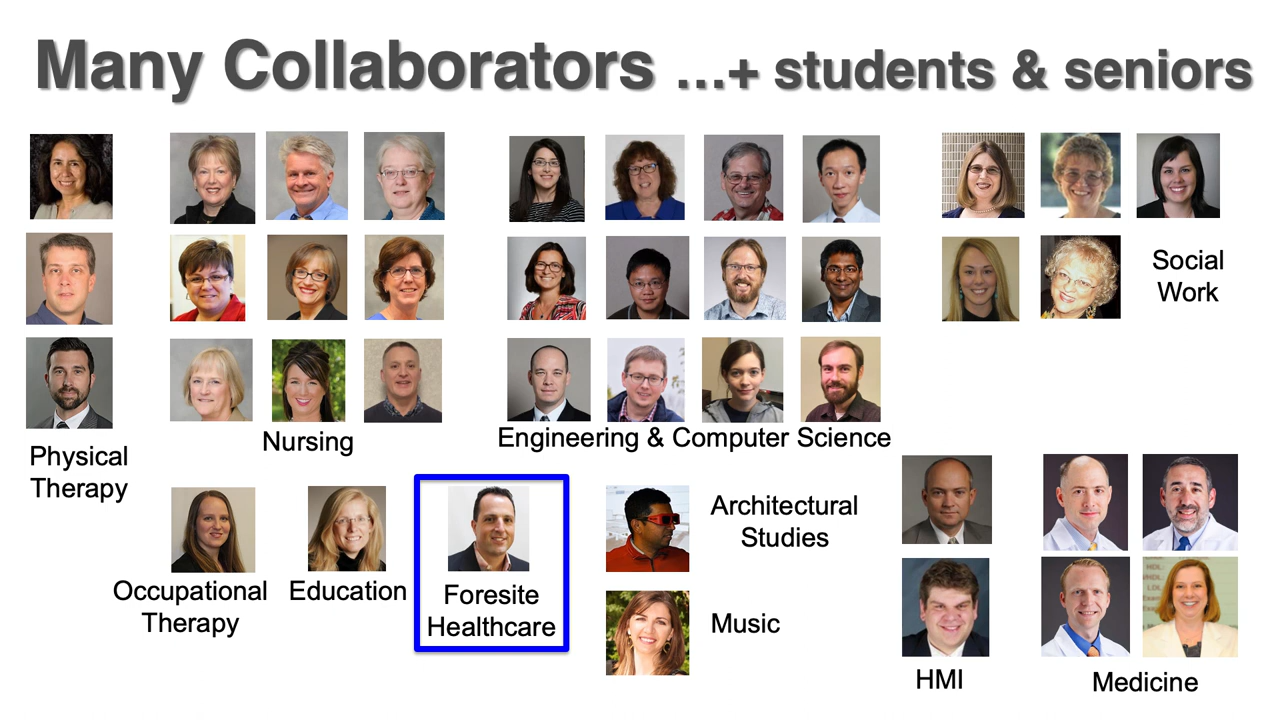 Many Collaborators ...+ students & seniors
Social
Work
Nursing
Engineering & Computer Science
Physical
Therapy
Architectural
Studies
Occupational
Therapy
Education
Foresite
Healthcare
Music
HMI
Medicine